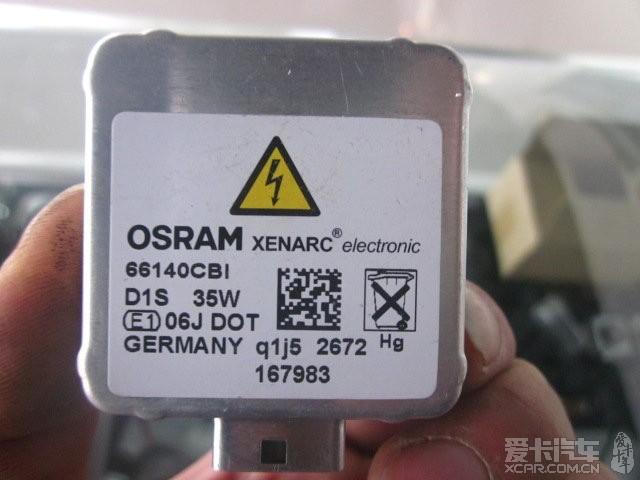 OSRAM XENARC® electronic
66140CBI
D1S 35W
E1 06J DOT
GERMANY q1j5 2672 Hg
167983
爱卡汽车
XCAR.COM.CN